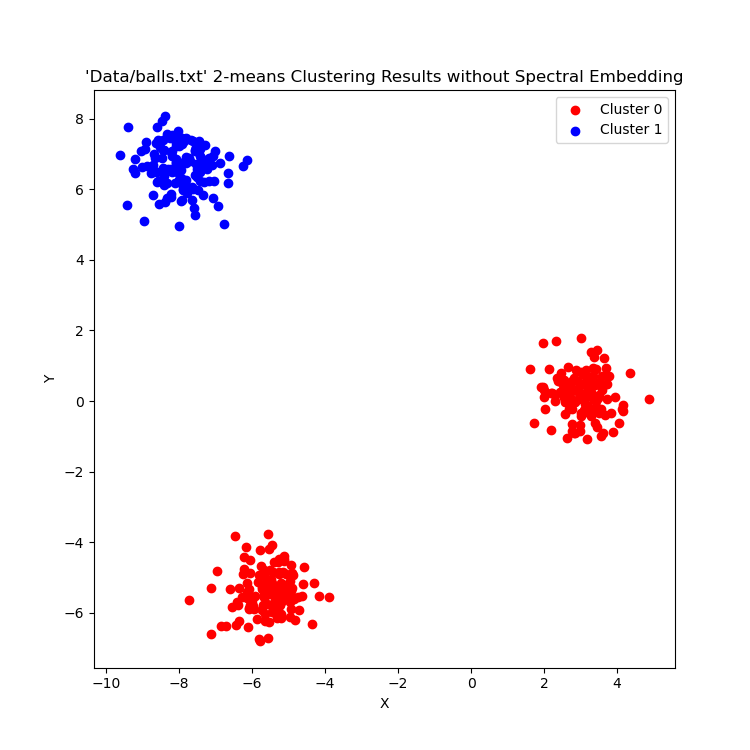 'Data/balls.txt' 2-means Clustering Results without Spectral Embedding
Cluster 0
Cluster 1
8
6
4
2
0
−2
−4
−6
Y
−10 −8 −6 −4 −2 0 2 4
X